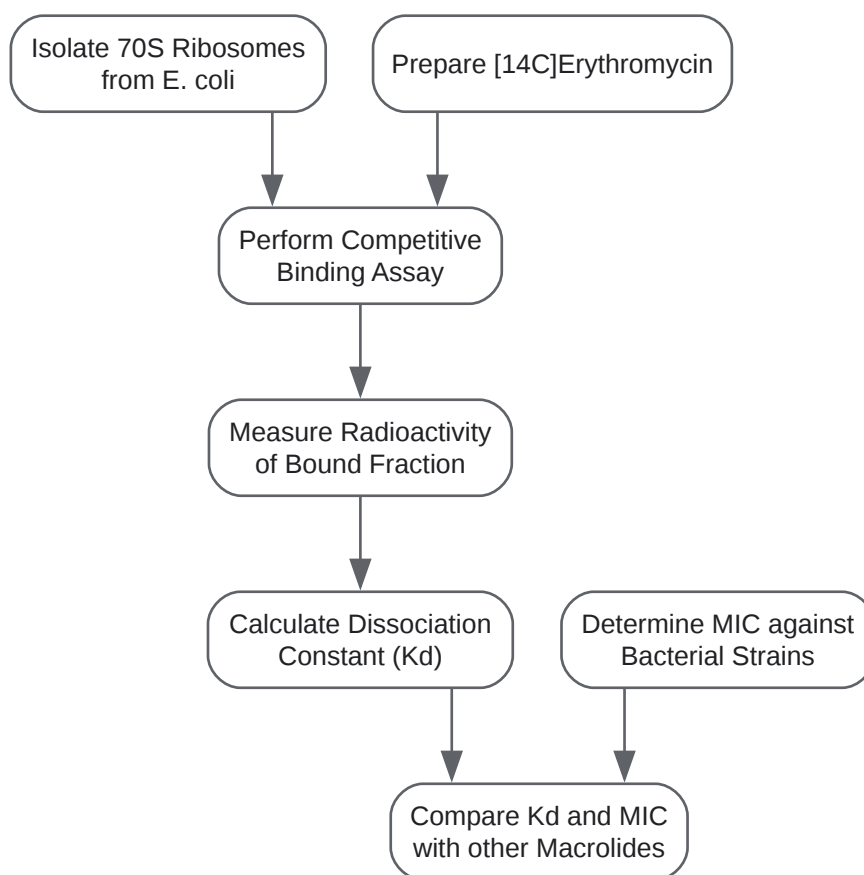 Isolate 70S Ribosomes
from E. coli
Prepare [14C]Erythromycin
Perform Competitive
Binding Assay
Measure Radioactivity
of Bound Fraction
Calculate Dissociation
Constant (Kd)
Determine MIC against
Bacterial Strains
Compare Kd and MIC
with other Macrolides